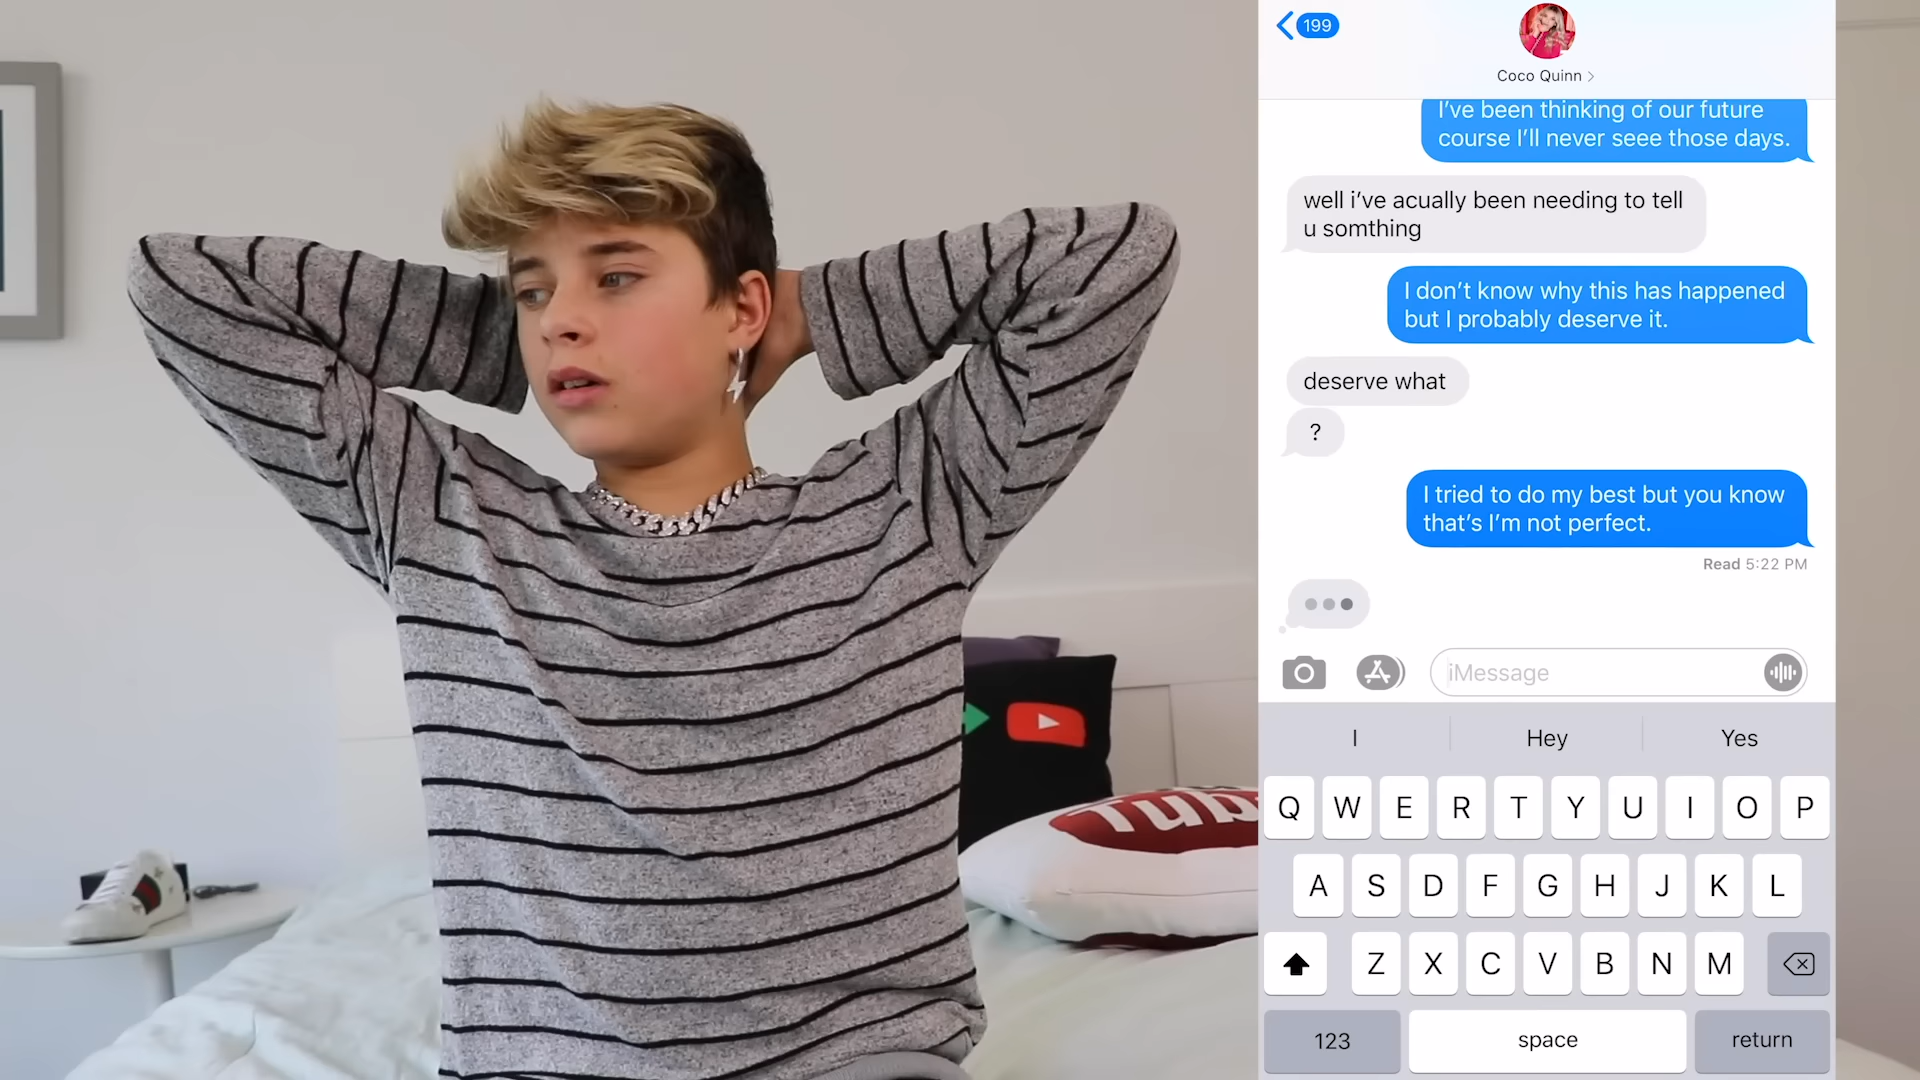 199
Coco Quinn
I've been thinking of our future
course I'll never seee those days.
well i've acually been needing to tell
u somthing
I don't know why this has happened
but I probably deserve it.
deserve what
?
I tried to do my best but you know
that's I'm not perfect.
Read 5:22 PM
iMessage
I
Hey
Yes
Q W E R T Y U I O P
A S D F G H J K L
Z X C V B N M
123
space
return
Tub